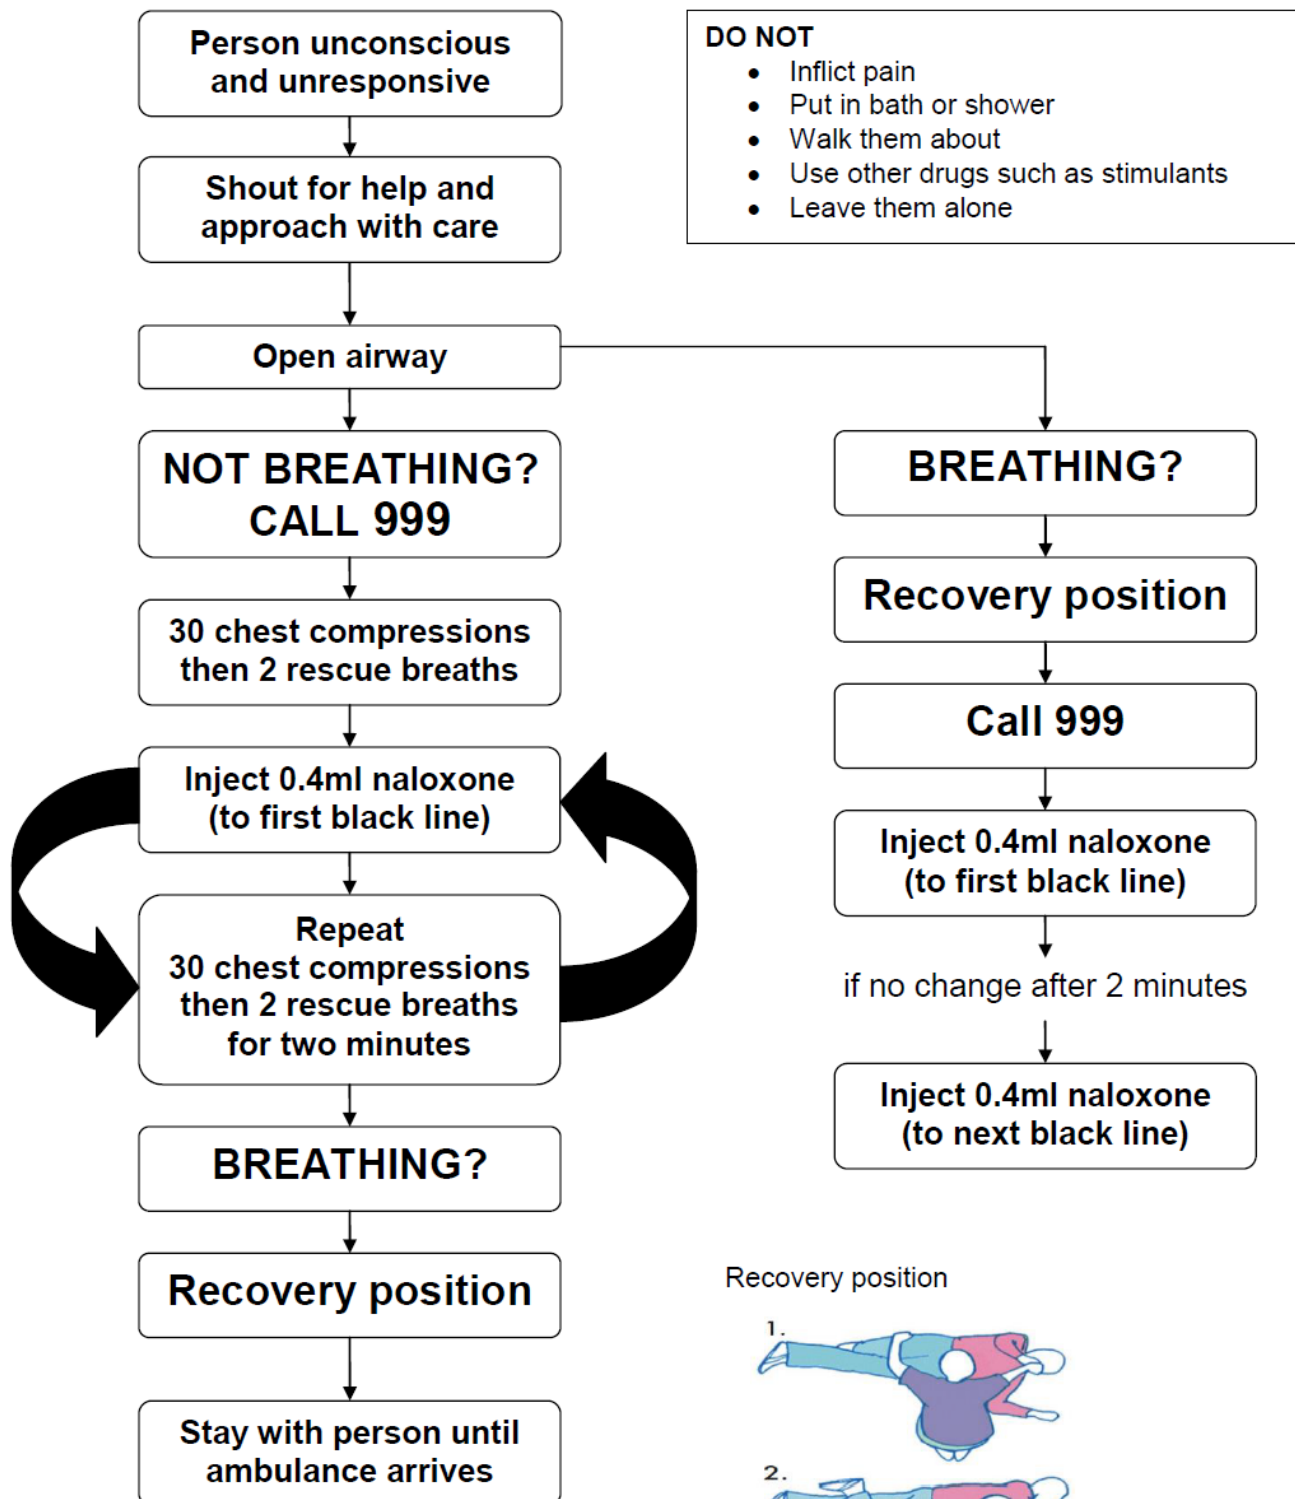 Person unconscious
and unresponsive
DO NOT
• Inflict pain
• Put in bath or shower
• Walk them about
• Use other drugs such as stimulants
• Leave them alone
Shout for help and
approach with care
Open airway
NOT BREATHING?
CALL 999
30 chest compressions
then 2 rescue breaths
Inject 0.4ml naloxone
(to first black line)
Repeat
30 chest compressions
then 2 rescue breaths
for two minutes
BREATHING?
Recovery position
Stay with person until
ambulance arrives
BREATHING?
Recovery position
Call 999
Inject 0.4ml naloxone
(to first black line)
if no change after 2 minutes
Inject 0.4ml naloxone
(to next black line)
Recovery position
1.
2.